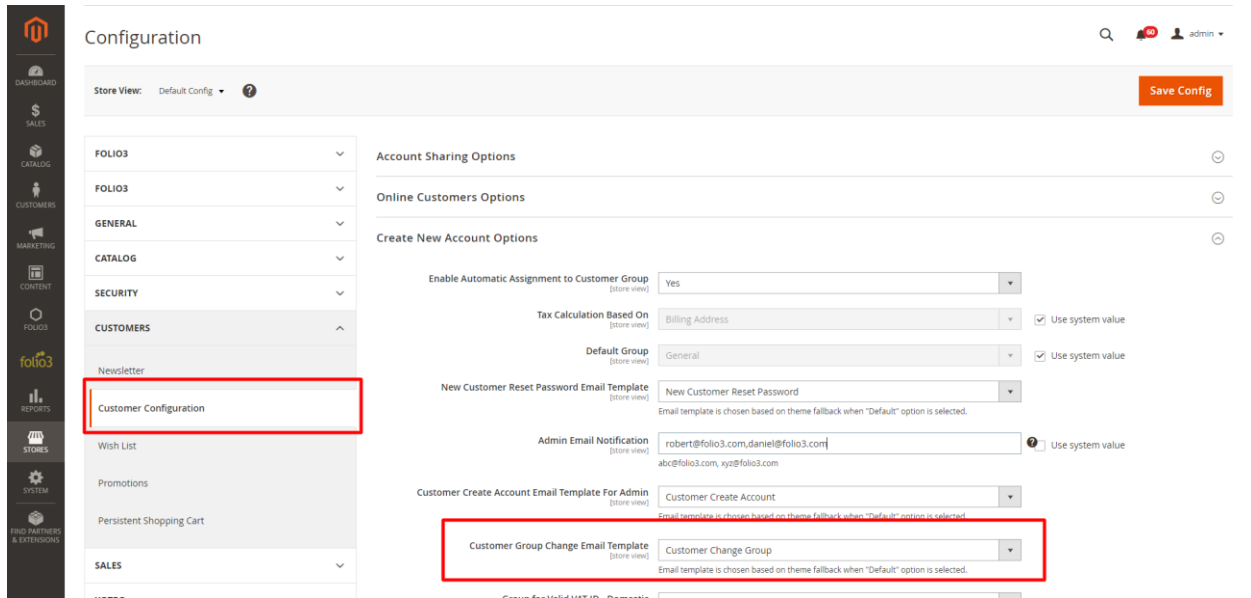 Configuration
60
admin
DASHBOARD
SALES
CATALOG
CUSTOMERS
MARKETING
CONTENT
FOLIO3
folio3
REPORTS
STORES
SYSTEM
FIND PARTNERS
& EXTENSIONS
Store View: Default Config
?
Save Config
FOLIO3
FOLIO3
GENERAL
CATALOG
SECURITY
CUSTOMERS
Newsletter
Customer Configuration
Wish List
Promotions
Persistent Shopping Cart
SALES
Account Sharing Options
Online Customers Options
Create New Account Options
Enable Automatic Assignment to Customer Group
[store view]
Yes
Tax Calculation Based On
[store view]
Billing Address
Use system value
Default Group
[store view]
General
Use system value
New Customer Reset Password Email Template
[store view]
New Customer Reset Password
Email template is chosen based on theme fallback when "Default" option is selected.
Admin Email Notification
[store view]
robert@folio3.com,daniel@folio3.com
?
Use system value
abc@folio3.com, xyz@folio3.com
Customer Create Account Email Template For Admin
[store view]
Customer Create Account
Email template is chosen based on theme fallback when "Default" option is selected.
Customer Group Change Email Template
[store view]
Customer Change Group
Email template is chosen based on theme fallback when "Default" option is selected.
Group for Valid VAT ID - Domestic